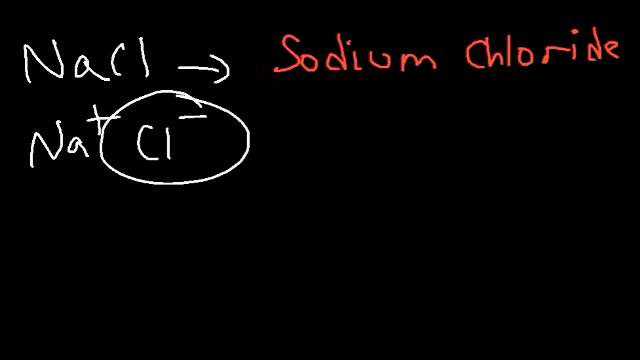 NaCl → Sodium Chloride
Na⁺ Cl⁻